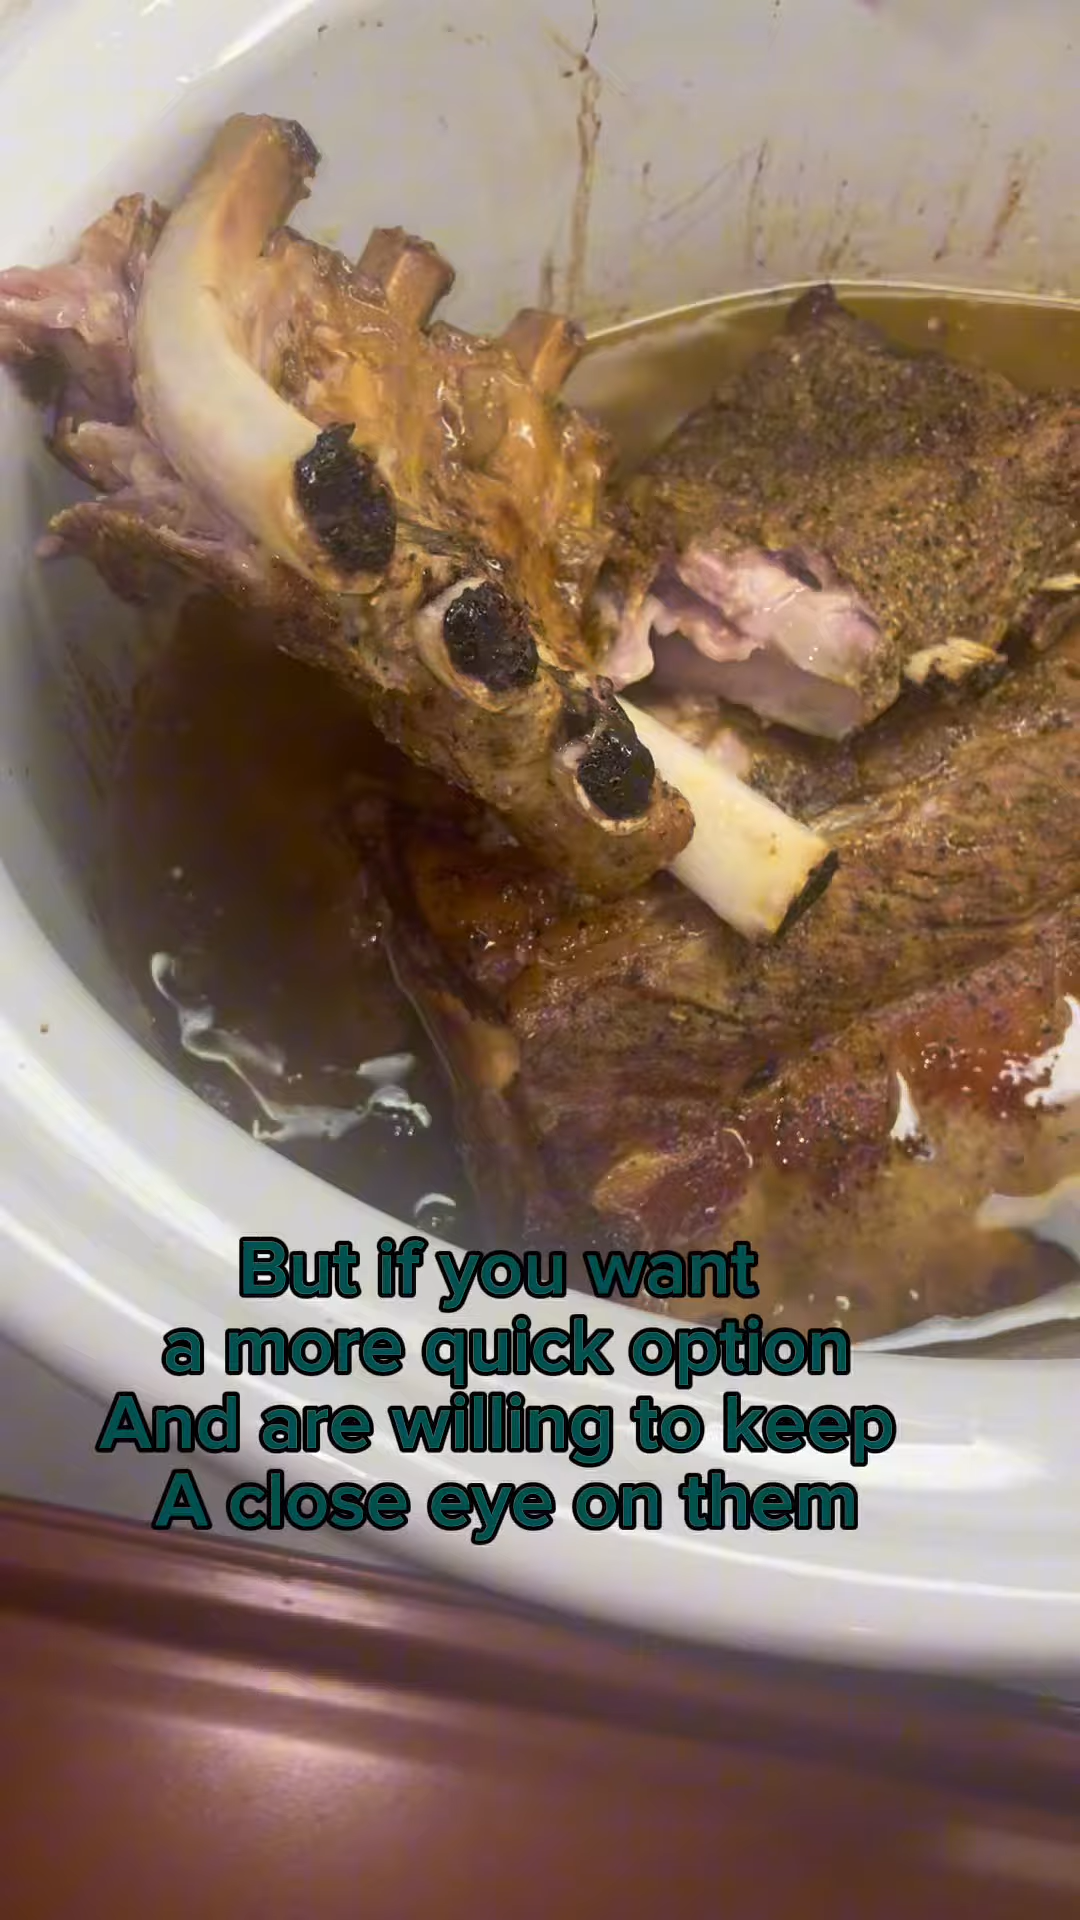 But if you want
a more quick option
And are willing to keep
A close eye on them